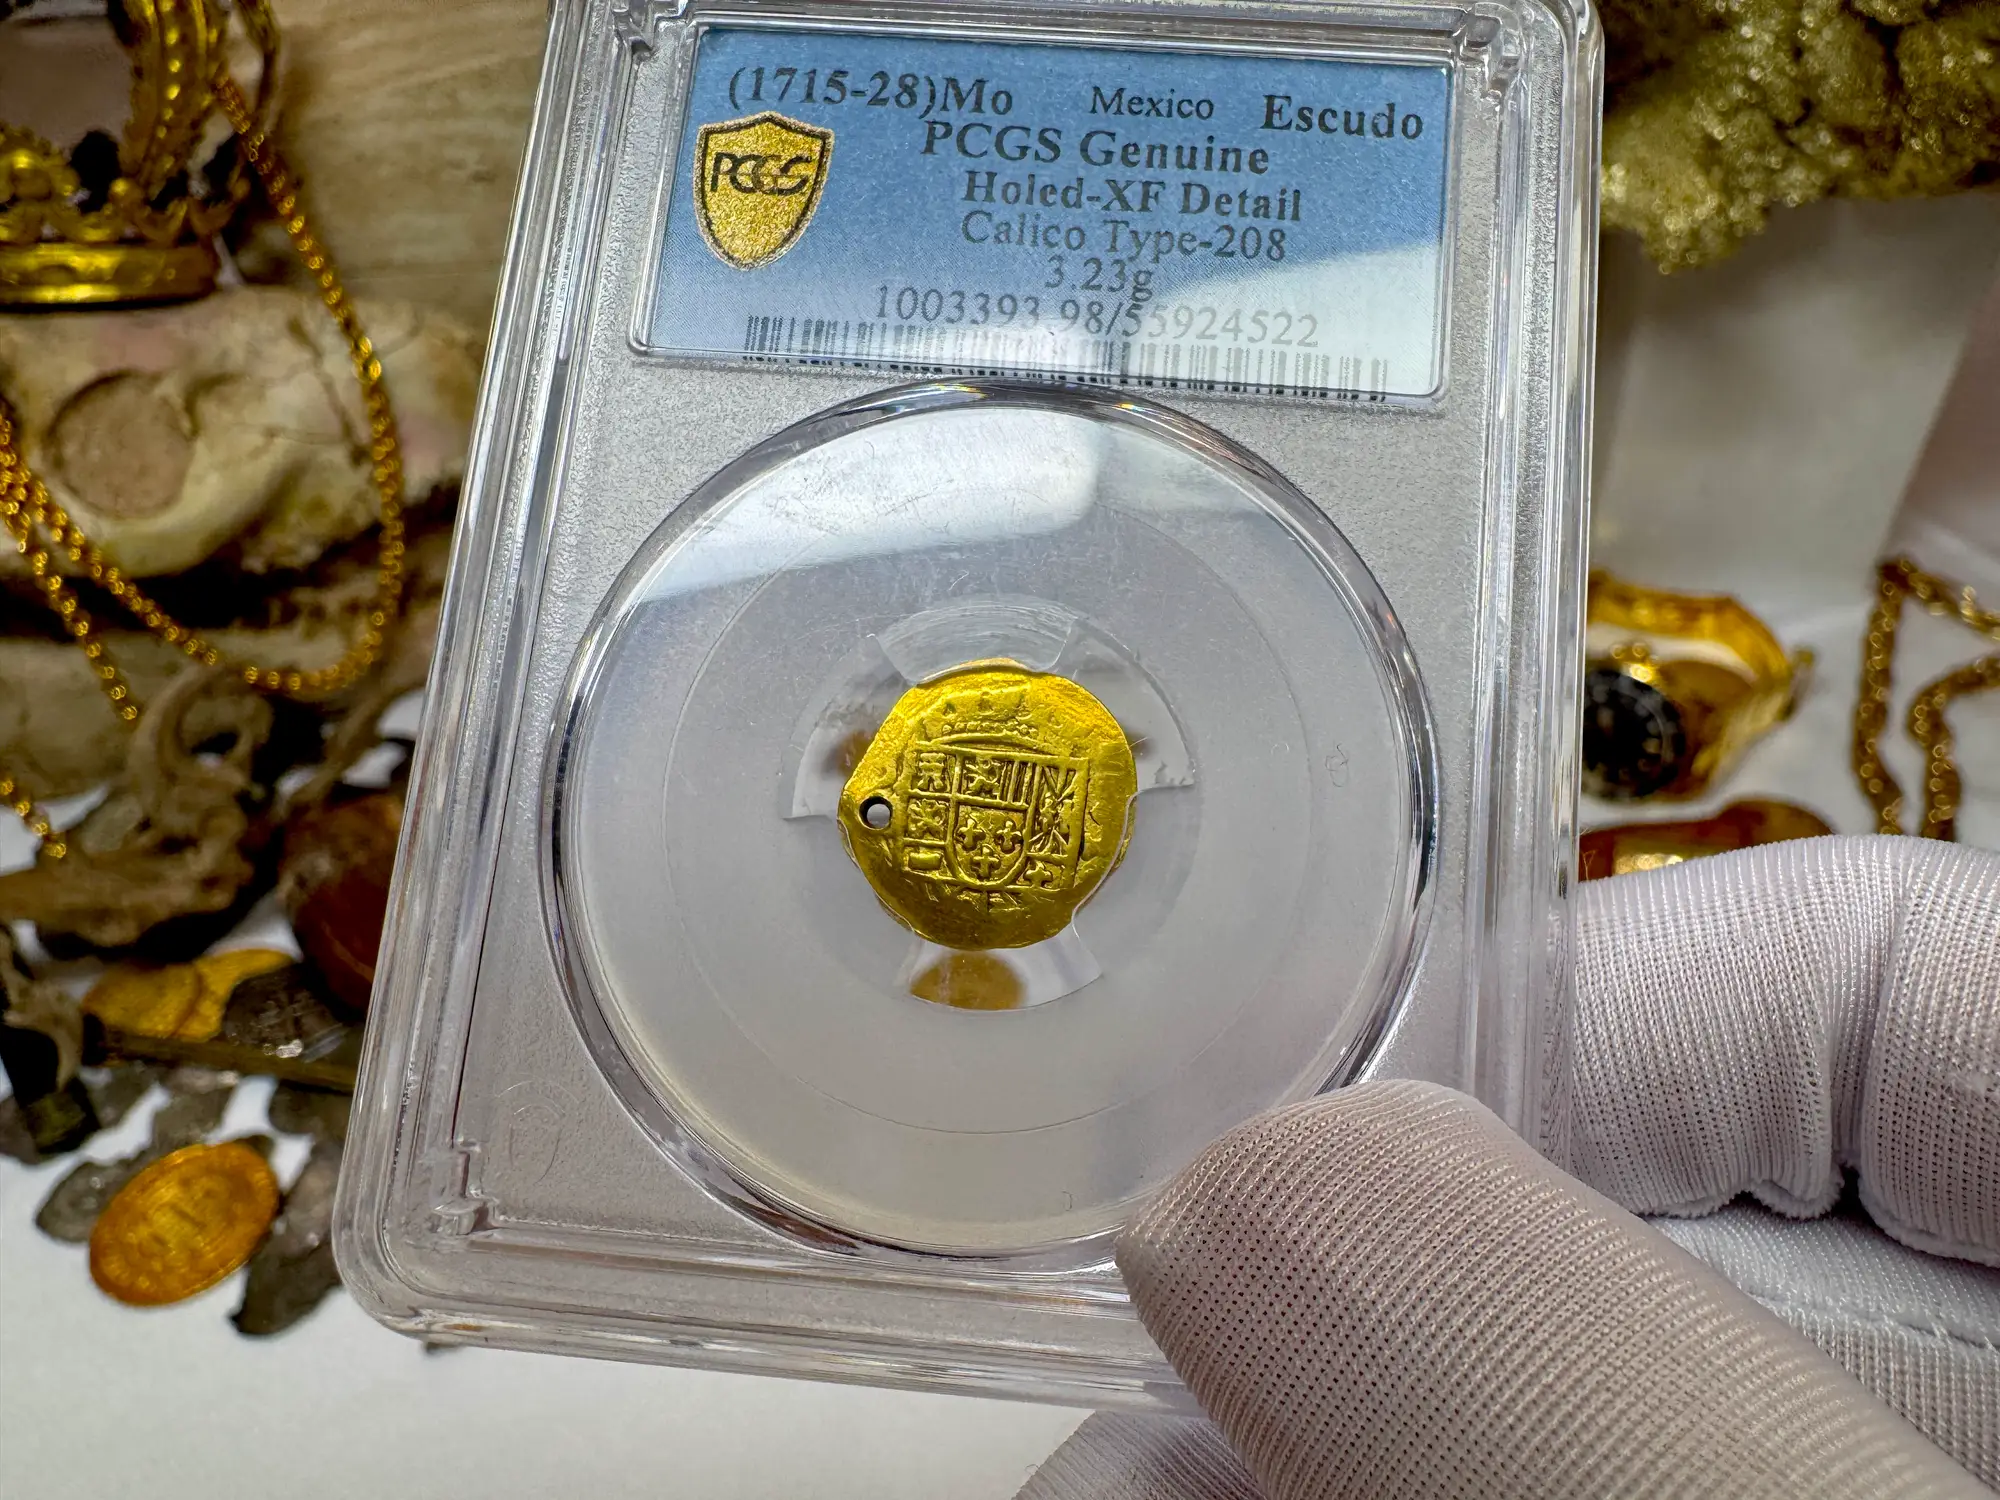 (1715-28)Mo Mexico Escudo
PCGS Genuine
PCGS
Holed-XF Detail
Calico Type-208
3.23g
1003393.98/55924522